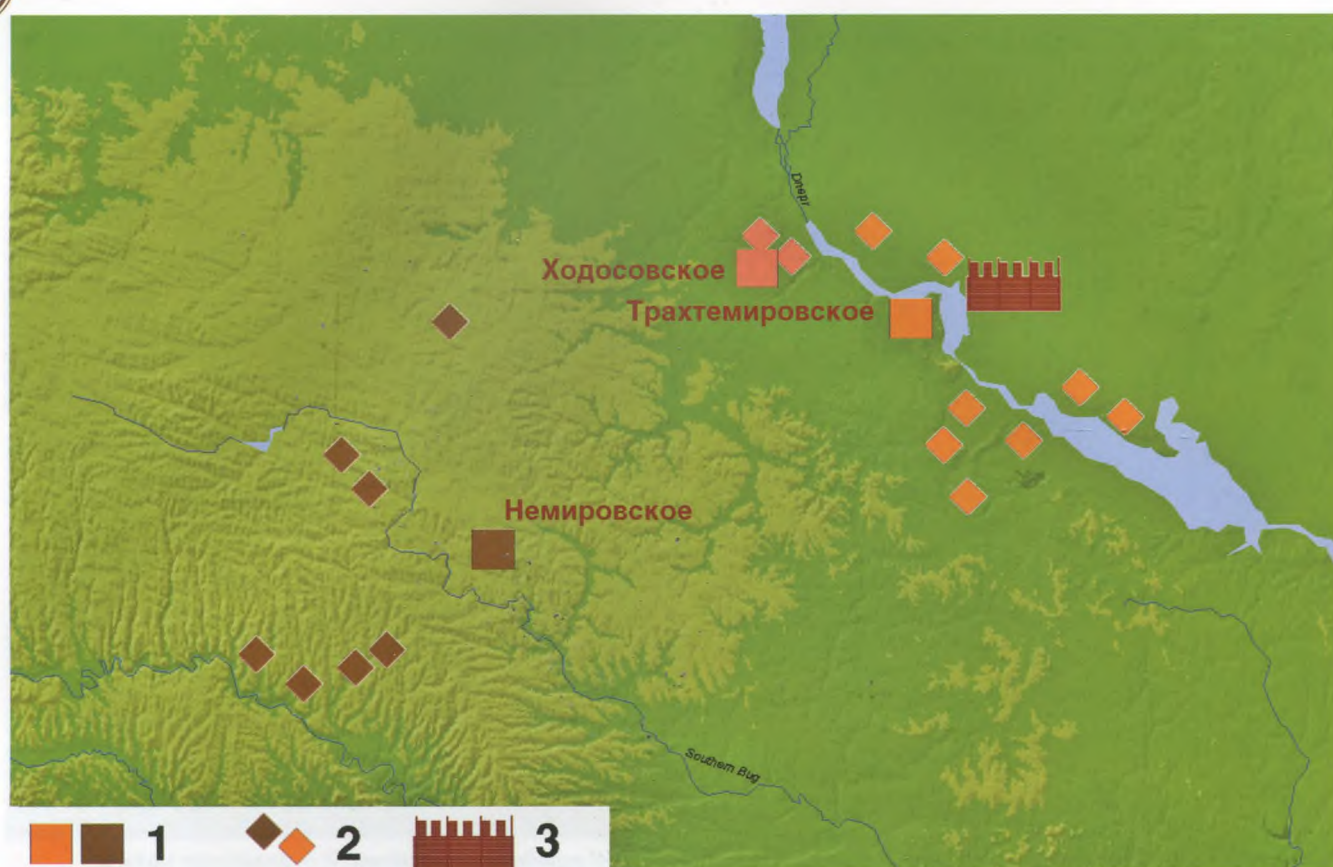 Dnepr
Ходосовское
Трахтемировское
Немировское
Southern Bug
1 2 3